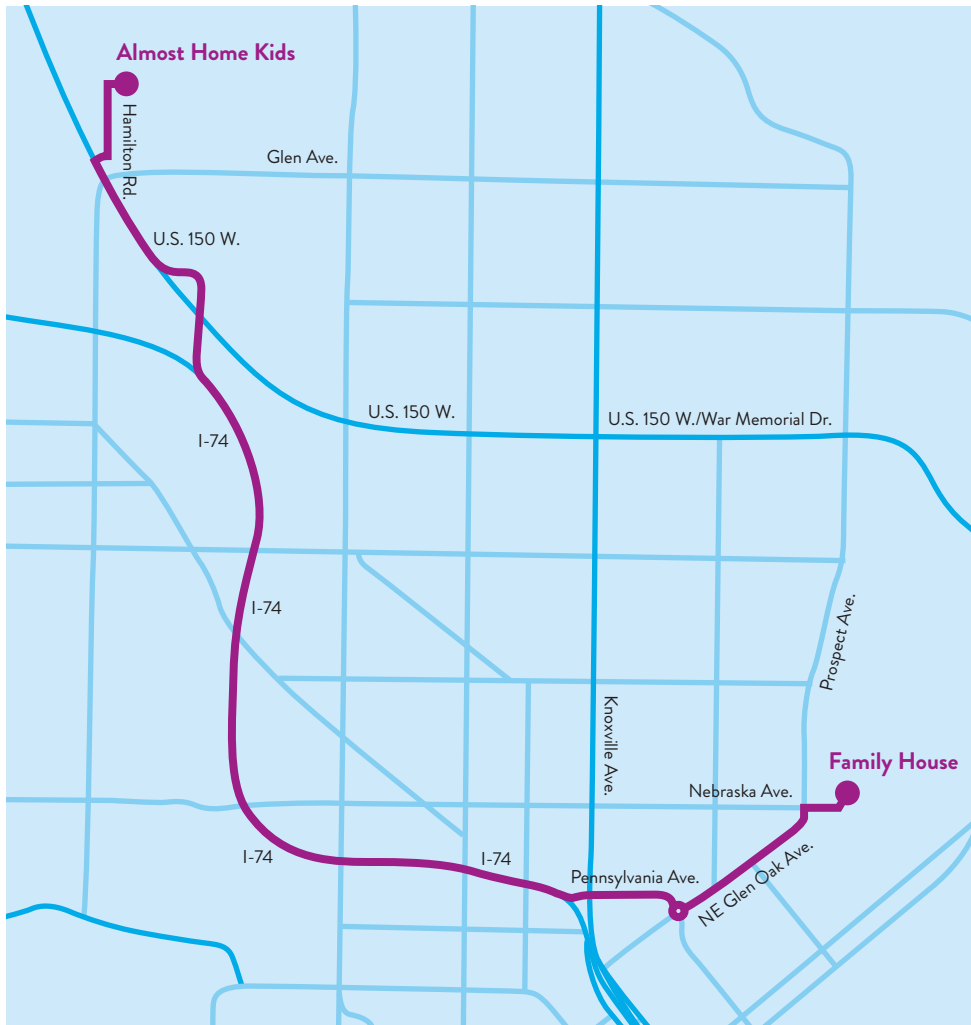 Almost Home Kids
Hamilton Rd.
Glen Ave.
U.S. 150 W.
U.S. 150 W.
U.S. 150 W./War Memorial Dr.
I-74
I-74
Prospect Ave.
Knoxville Ave.
Family House
Nebraska Ave.
I-74
I-74
Pennsylvania Ave.
NE Glen Oak Ave.